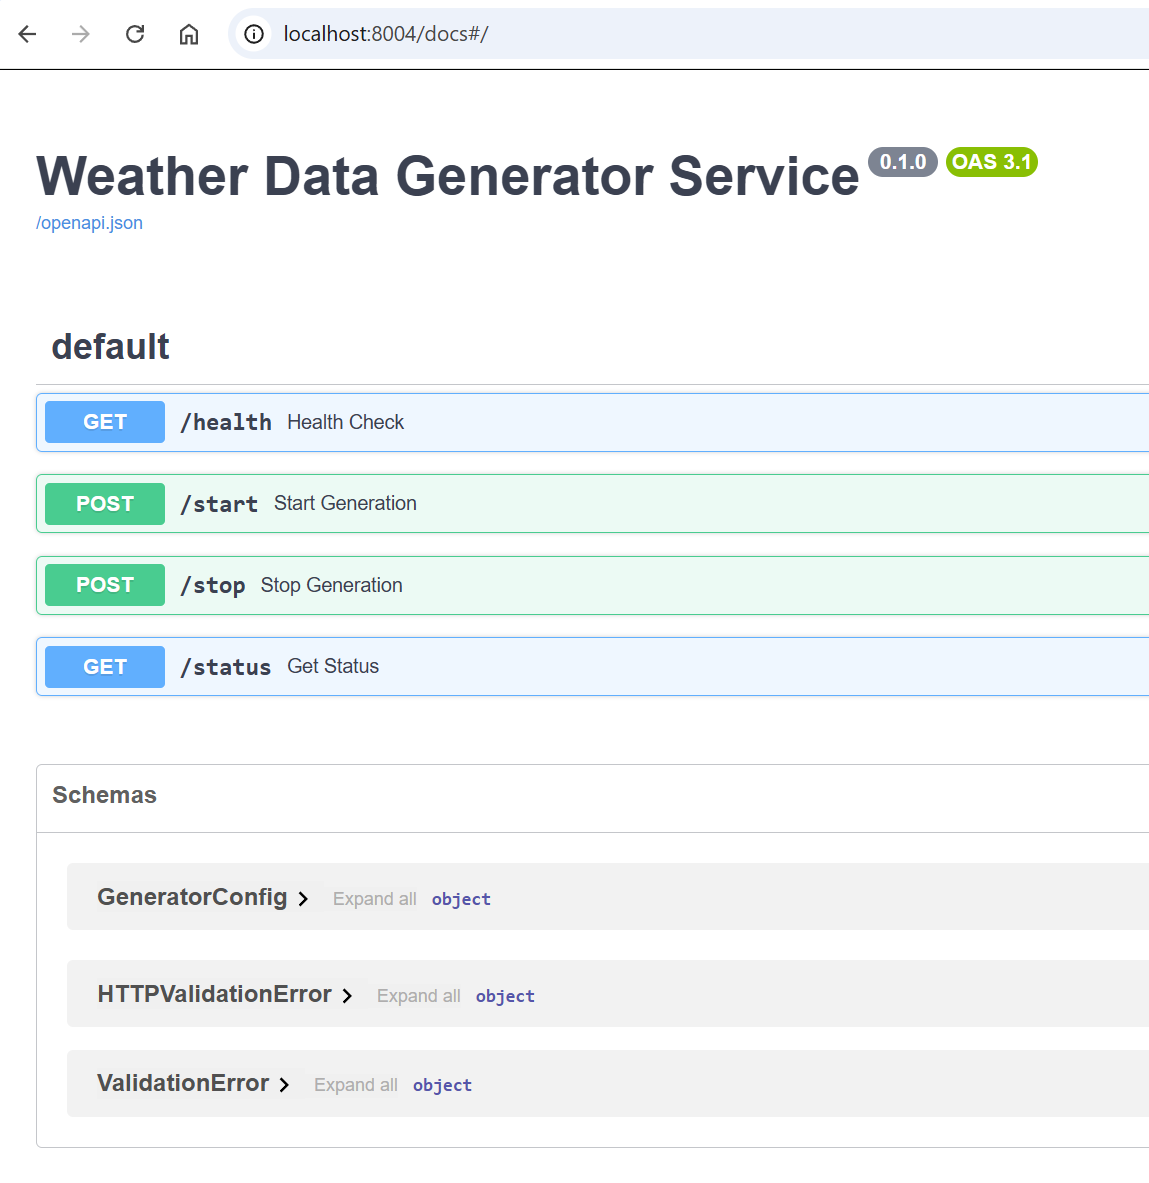 localhost:8004/docs#/
Weather Data Generator Service 0.1.0 OAS 3.1
/openapi.json
default
GET /health Health Check
POST /start Start Generation
POST /stop Stop Generation
GET /status Get Status
Schemas
GeneratorConfig Expand all object
HTTPValidationError Expand all object
ValidationError Expand all object